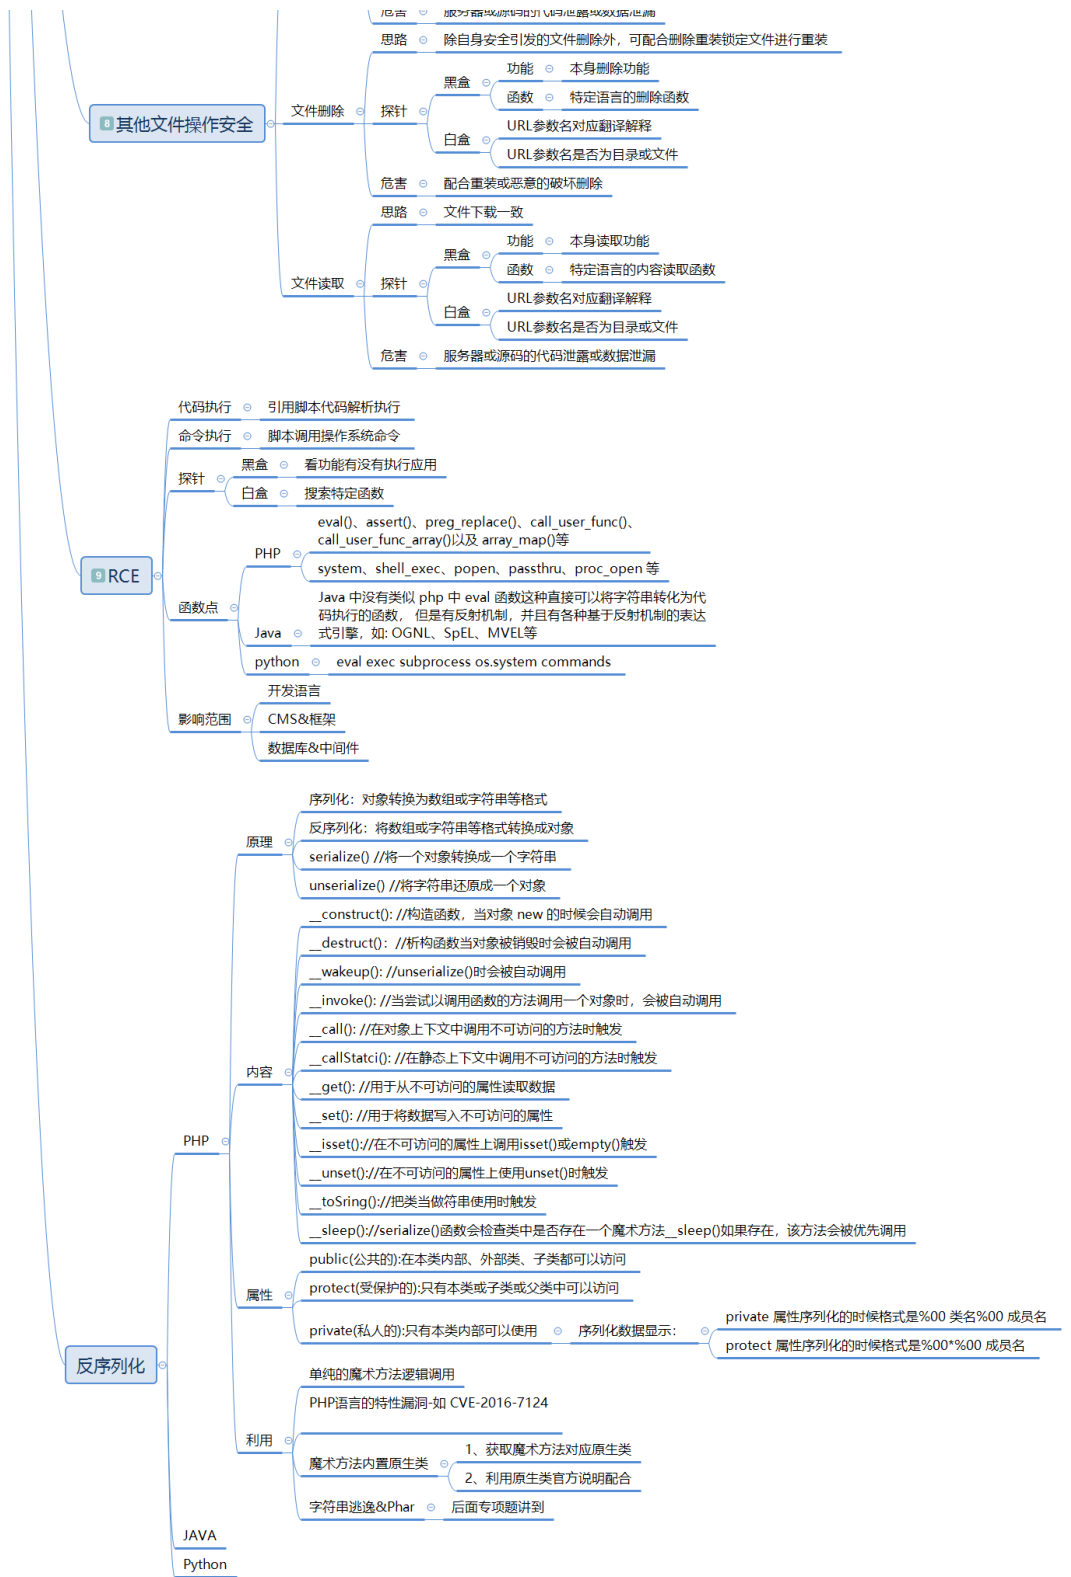 危害
服务器或源码的代码泄露或数据泄漏
思路
除自身安全引发的文件删除外，可配合删除重装锁定文件进行重装
功能
本身删除功能
黑盒
函数
特定语言的删除函数
文件删除
探针
8
其他文件操作安全
URL参数名对应翻译解释
白盒
URL参数名是否为目录或文件
危害
配合重装或恶意的破坏删除
思路
文件下载一致
功能
本身读取功能
黑盒
函数
特定语言的内容读取函数
文件读取
探针
URL参数名对应翻译解释
白盒
URL参数名是否为目录或文件
危害
服务器或源码的代码泄露或数据泄漏
代码执行
引用脚本代码解析执行
命令执行
脚本调用操作系统命令
黑盒
看功能有没有执行应用
探针
白盒
搜索特定函数
eval()、assert()、preg_replace()、call_user_func()、
call_user_func_array()以及 array_map()等
PHP
system、shell_exec、popen、passthru、proc_open 等
9
RCE
函数点
Java 中没有类似 php 中 eval 函数这种直接可以将字符串转化为代
码执行的函数， 但是有反射机制，并且有各种基于反射机制的表达
式引擎，如: OGNL、SpEL、MVEL等
Java
python
eval exec subprocess os.system commands
开发语言
影响范围
CMS&框架
数据库&中间件
序列化：对象转换为数组或字符串等格式
反序列化：将数组或字符串等格式转换成对象
原理
serialize() //将一个对象转换成一个字符串
unserialize() //将字符串还原成一个对象
__construct(): //构造函数，当对象 new 的时候会自动调用
__destruct()：//析构函数当对象被销毁时会被自动调用
__wakeup(): //unserialize()时会被自动调用
__invoke(): //当尝试以调用函数的方法调用一个对象时，会被自动调用
__call(): //在对象上下文中调用不可访问的方法时触发
__callStatci(): //在静态上下文中调用不可访问的方法时触发
内容
__get(): //用于从不可访问的属性读取数据
__set(): //用于将数据写入不可访问的属性
PHP
__isset()://在不可访问的属性上调用isset()或empty()触发
__unset()://在不可访问的属性上使用unset()时触发
__toSring()://把类当做符串使用时触发
__sleep()://serialize()函数会检查类中是否存在一个魔术方法__sleep()如果存在，该方法会被优先调用
public(公共的):在本类内部、外部类、子类都可以访问
protect(受保护的):只有本类或子类或父类中可以访问
属性
private(私人的):只有本类内部可以使用
序列化数据显示：
private 属性序列化的时候格式是%00 类名%00 成员名
protect 属性序列化的时候格式是%00*%00 成员名
反序列化
单纯的魔术方法逻辑调用
PHP语言的特性漏洞-如 CVE-2016-7124
利用
魔术方法内置原生类
1、获取魔术方法对应原生类
2、利用原生类官方说明配合
字符串逃逸&Phar
后面专项题讲到
JAVA
Python